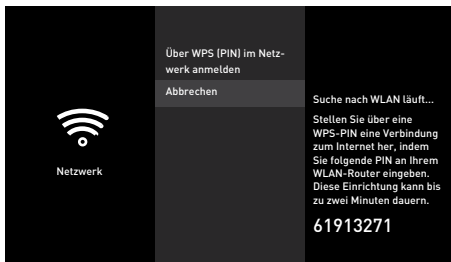 Über WPS (PIN) im Netz-
werk anmelden
Abbrechen
Netzwerk
Suche nach WLAN läuft...
Stellen Sie über eine
WPS-PIN eine Verbindung
zum Internet her, indem
Sie folgende PIN an Ihrem
WLAN-Router eingeben.
Diese Einrichtung kann bis
zu zwei Minuten dauern.
61913271